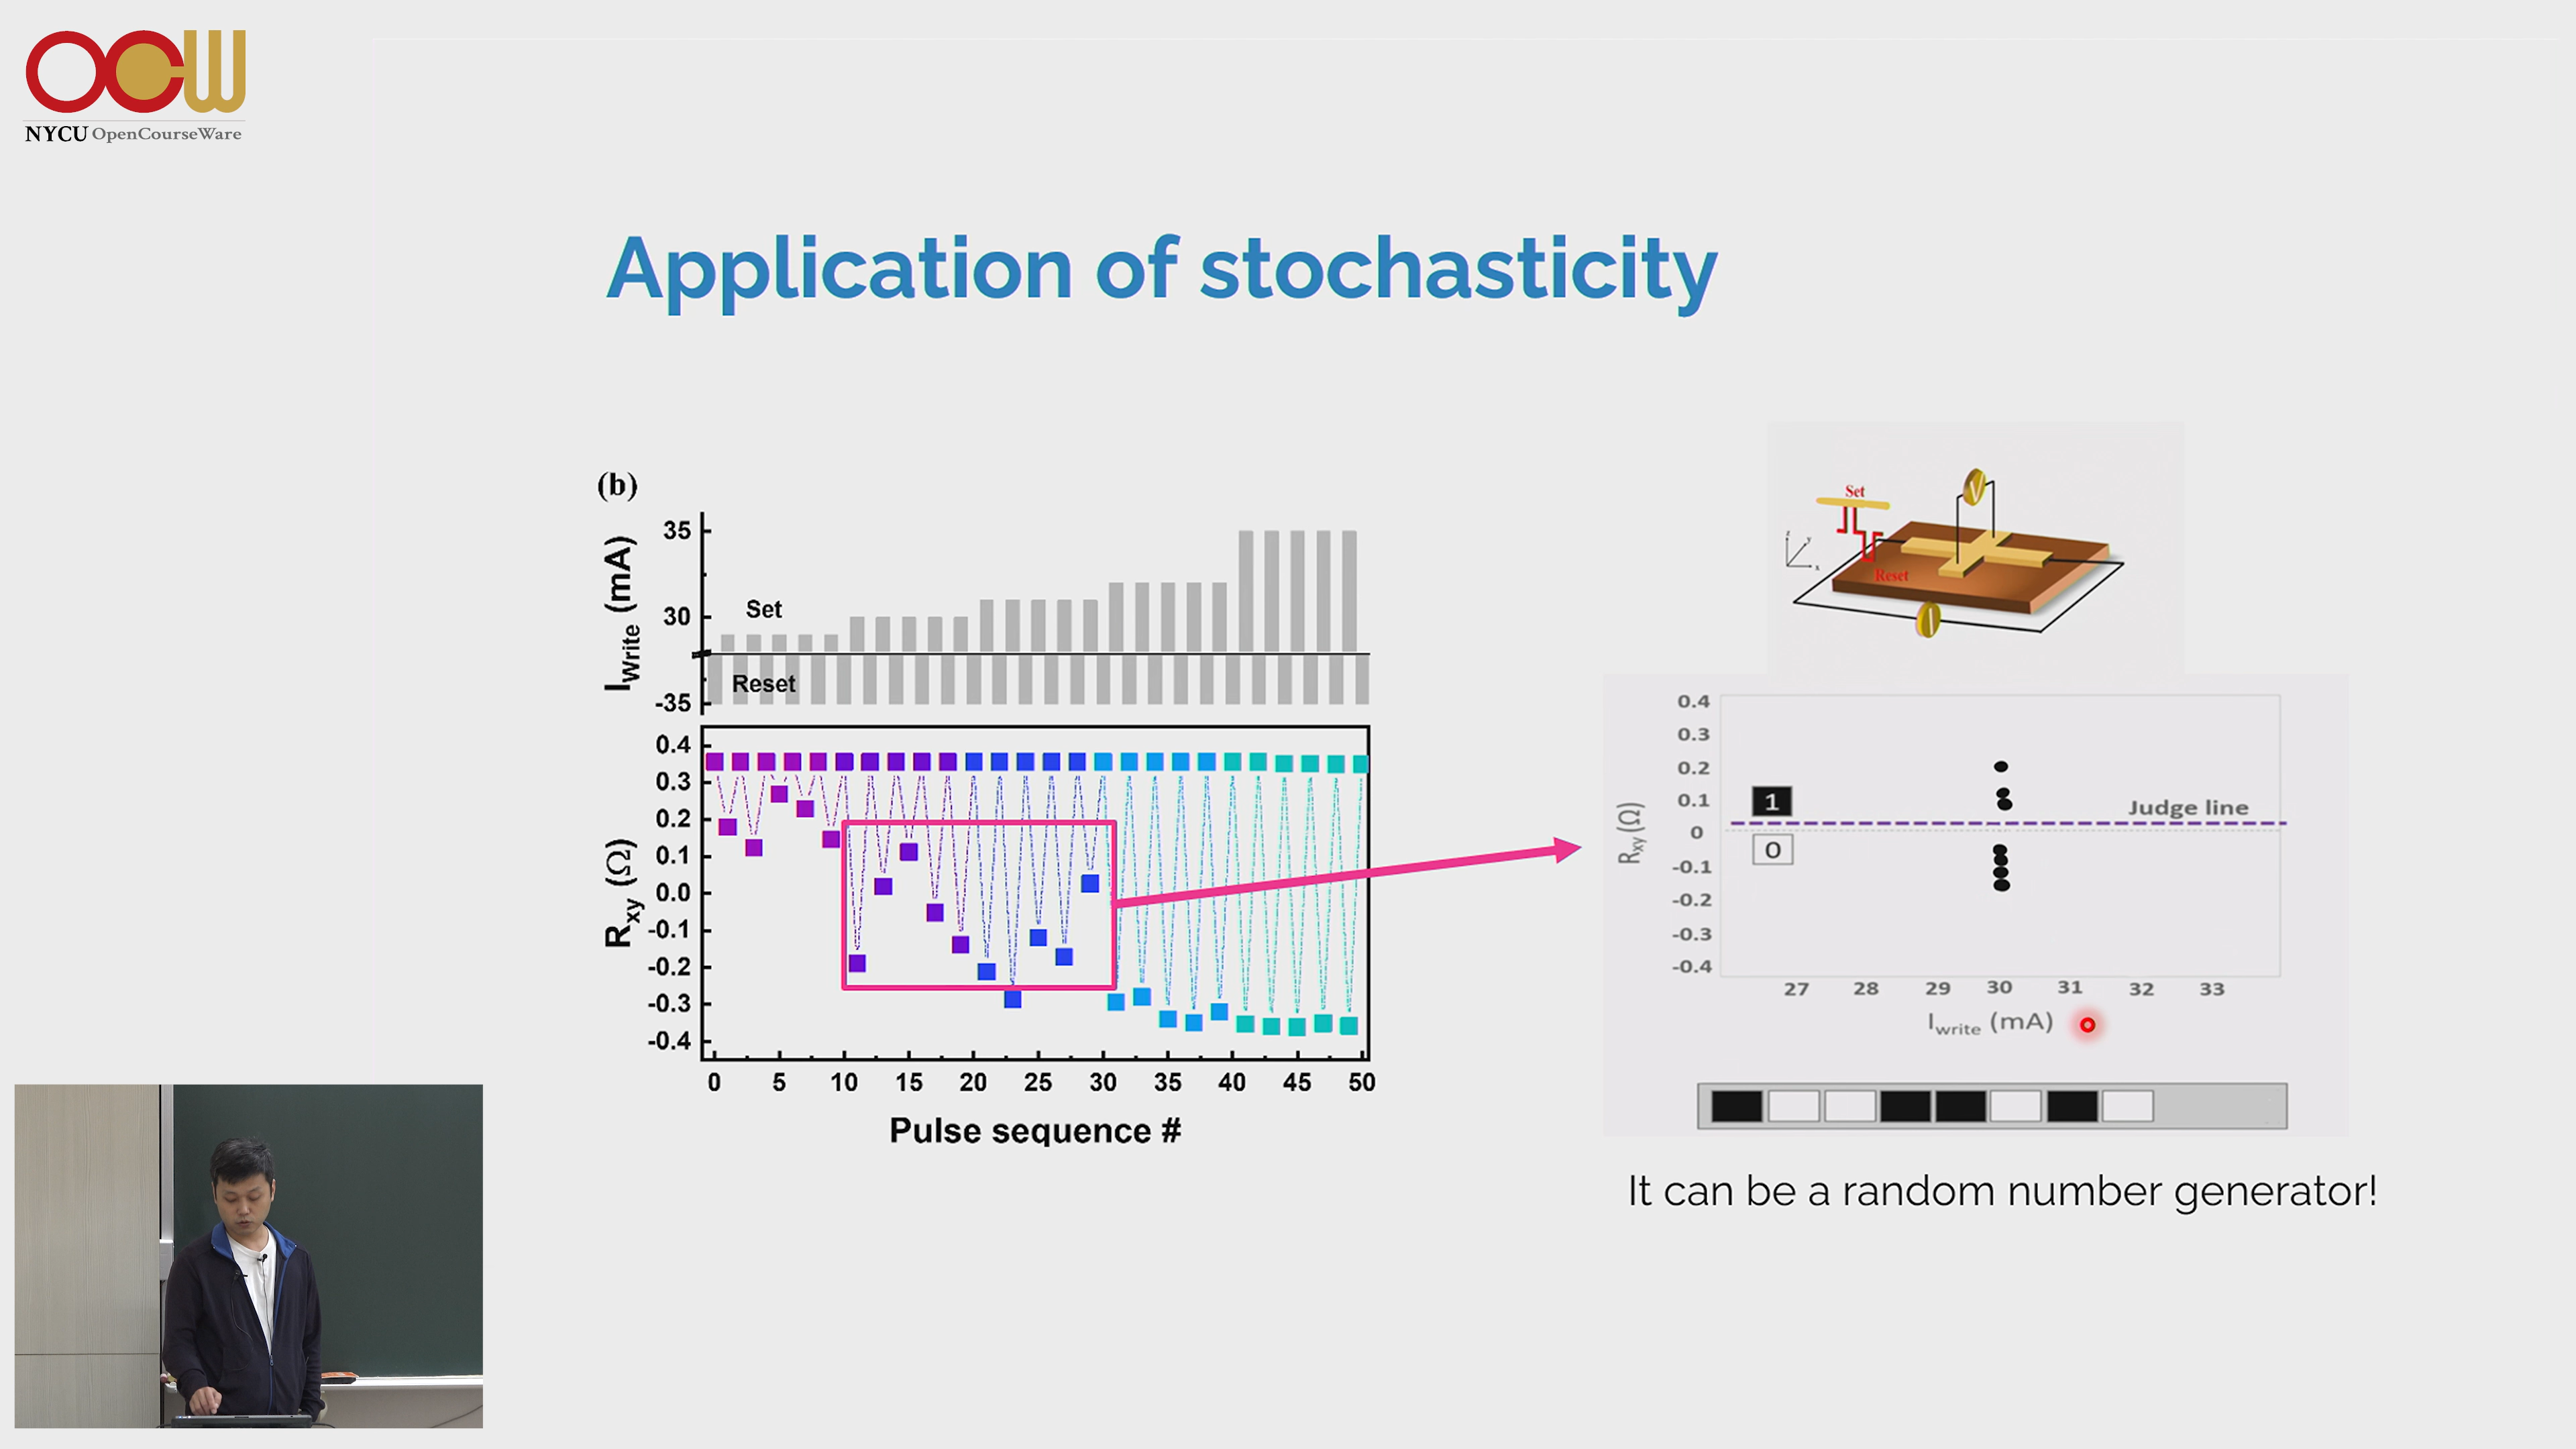 OCW
NYCU OpenCourseWare
Application of stochasticity
(b)
35
30
-35
I_Write (mA)
Set
Reset
0.4
0.3
0.2
0.1
0.0
-0.1
-0.2
-0.3
-0.4
R_xy (Ω)
0 5 10 15 20 25 30 35 40 45 50
Pulse sequence #
Set
V
z
y
x
Reset
I
0.4
0.3
0.2
0.1
0
-0.1
-0.2
-0.3
-0.4
R_xy (Ω)
1
0
Judge line
27 28 29 30 31 32 33
I_write (mA)
It can be a random number generator!